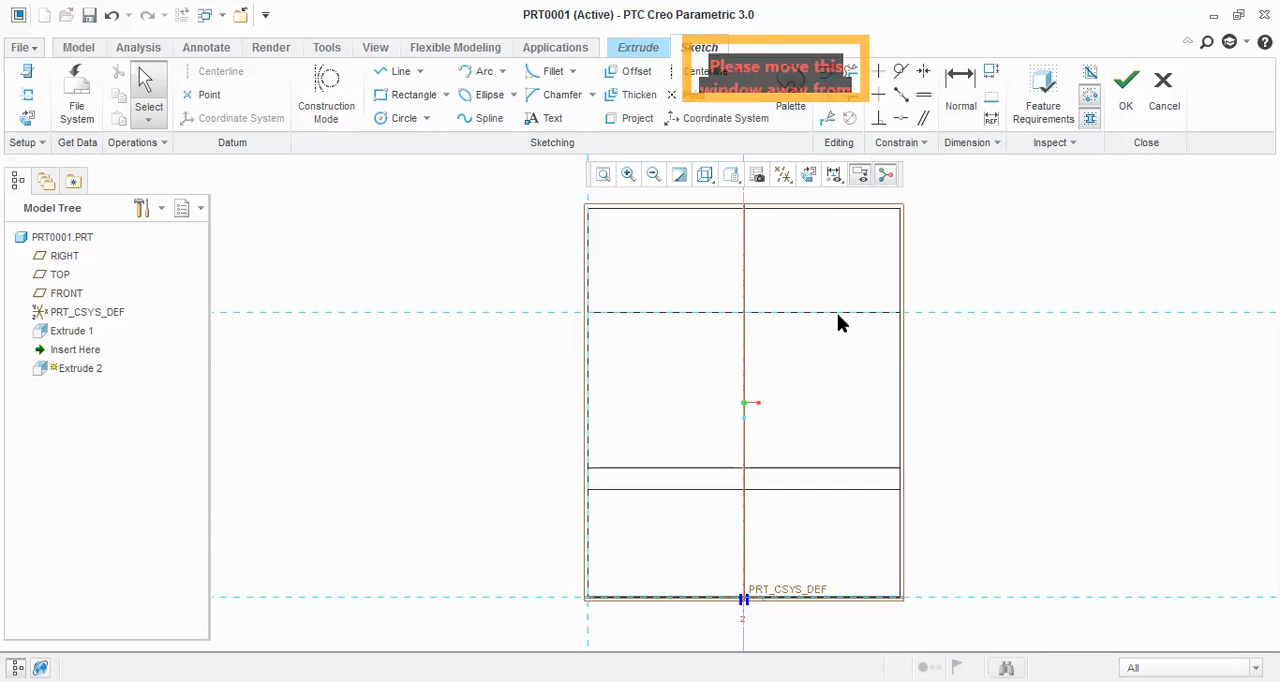 PRT0001 (Active) - PTC Creo Parametric 3.0
File Model Analysis Annotate Render Tools View Flexible Modeling Applications Extrude Sketch
Please move this
window away from
Select
File
System
Centerline
Point
Coordinate System
Construction
Mode
Line Arc Fillet Offset
Rectangle Ellipse Chamfer Thicken
Circle Spline Text Project Coordinate System
Palette
Normal
Feature
Requirements
OK Cancel
Setup Get Data Operations Datum Sketching Editing Constrain Dimension Inspect Close
Model Tree
PRT0001.PRT
RIGHT
TOP
FRONT
PRT_CSYS_DEF
Extrude 1
Insert Here
Extrude 2
PRT_CSYS_DEF
Z
All